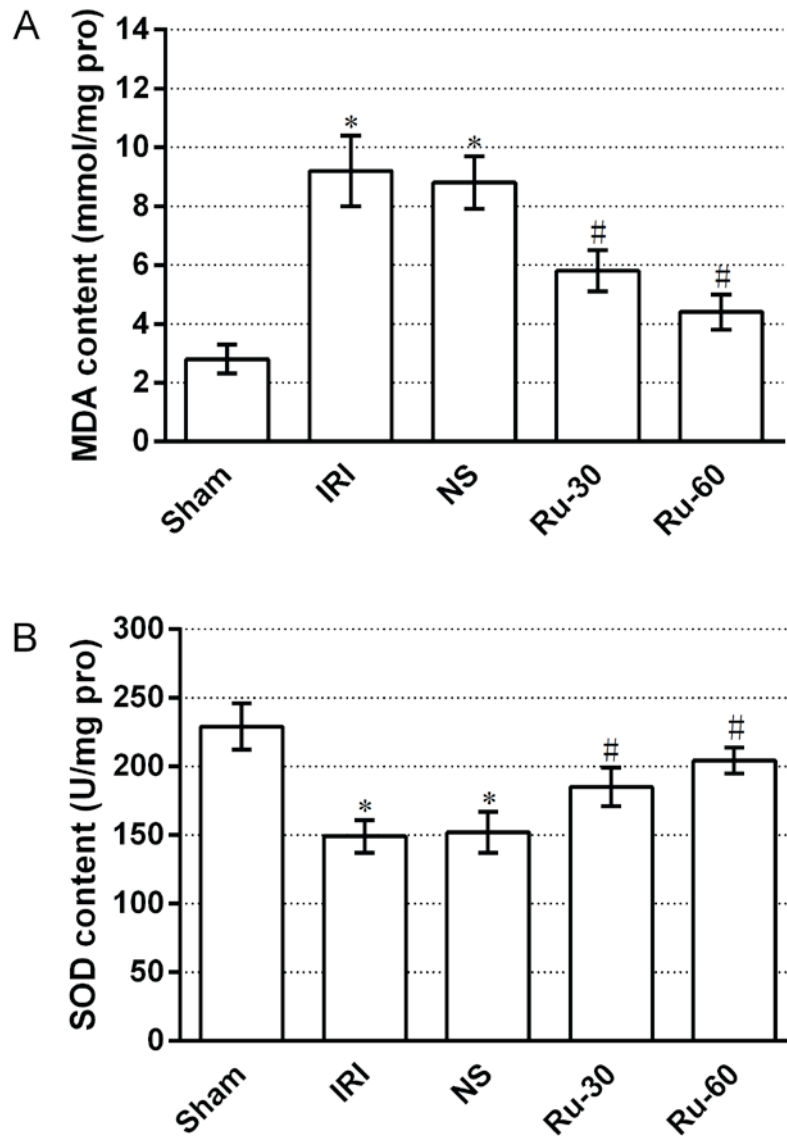 A
MDA content (mmol/mg pro)
14
12
10
8
6
4
2
0
*
*
#
#
Sham
IRI
NS
Ru-30
Ru-60
B
SOD content (U/mg pro)
300
250
200
150
100
50
0
*
*
#
#
Sham
IRI
NS
Ru-30
Ru-60